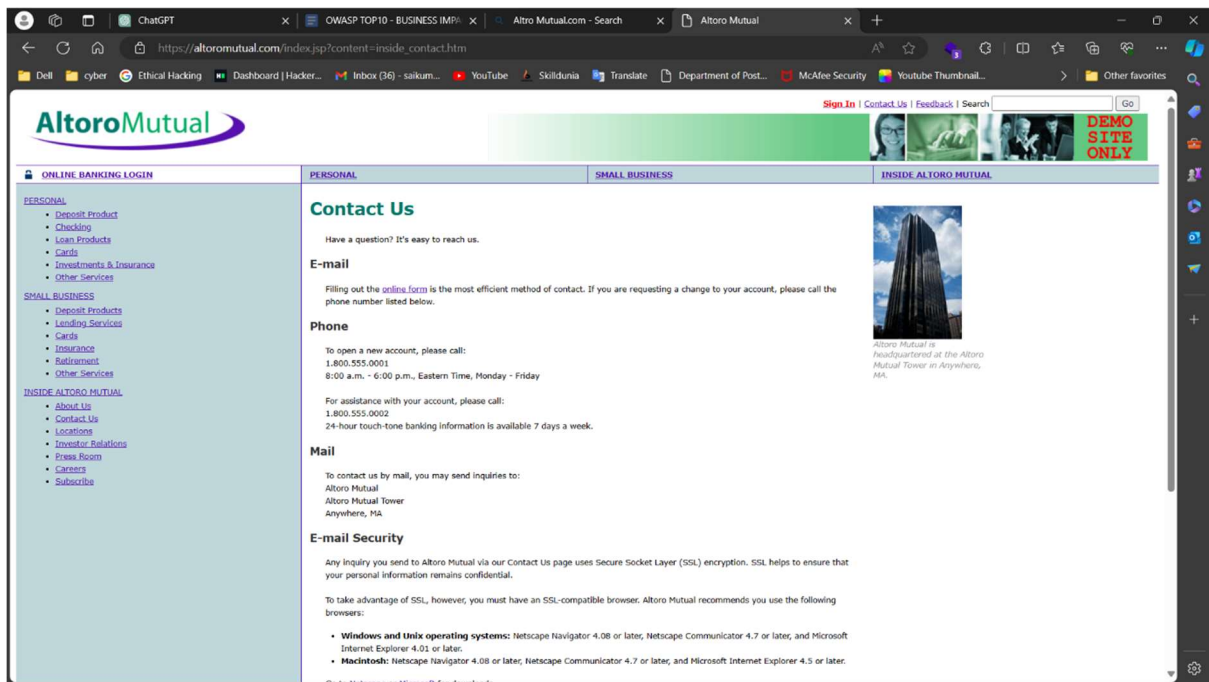 ChatGPT
OWASP TOP10 - BUSINESS IMPA
Altro Mutual.com - Search
Altoro Mutual
https://altoromutual.com/index.jsp?content=inside_contact.htm
Dell
cyber
Ethical Hacking
Dashboard | Hacker...
Inbox (36) - saikum...
YouTube
Skilldunia
Translate
Department of Post...
McAfee Security
Youtube Thumbnail...
Other favorites
Sign In | Contact Us | Feedback | Search
Go
AltoroMutual
DEMO
SITE
ONLY
ONLINE BANKING LOGIN
PERSONAL
SMALL BUSINESS
INSIDE ALTORO MUTUAL
PERSONAL
Deposit Product
Checking
Loan Products
Cards
Investments & Insurance
Other Services
SMALL BUSINESS
Deposit Products
Lending Services
Cards
Insurance
Retirement
Other Services
INSIDE ALTORO MUTUAL
About Us
Contact Us
Locations
Investor Relations
Press Room
Careers
Subscribe
Contact Us
Have a question? It's easy to reach us.
E-mail
Filling out the online form is the most efficient method of contact. If you are requesting a change to your account, please call the
phone number listed below.
Phone
To open a new account, please call:
1.800.555.0001
8:00 a.m. - 6:00 p.m., Eastern Time, Monday - Friday
For assistance with your account, please call:
1.800.555.0002
24-hour touch-tone banking information is available 7 days a week.
Mail
To contact us by mail, you may send inquiries to:
Altoro Mutual
Altoro Mutual Tower
Anywhere, MA
E-mail Security
Any inquiry you send to Altoro Mutual via our Contact Us page uses Secure Socket Layer (SSL) encryption. SSL helps to ensure that
your personal information remains confidential.
To take advantage of SSL, however, you must have an SSL-compatible browser. Altoro Mutual recommends you use the following
browsers:
Windows and Unix operating systems: Netscape Navigator 4.08 or later, Netscape Communicator 4.7 or later, and Microsoft
Internet Explorer 4.01 or later.
Macintosh: Netscape Navigator 4.08 or later, Netscape Communicator 4.7 or later, and Microsoft Internet Explorer 4.5 or later.
Altoro Mutual is
headquartered at the Altoro
Mutual Tower in Anywhere,
MA.